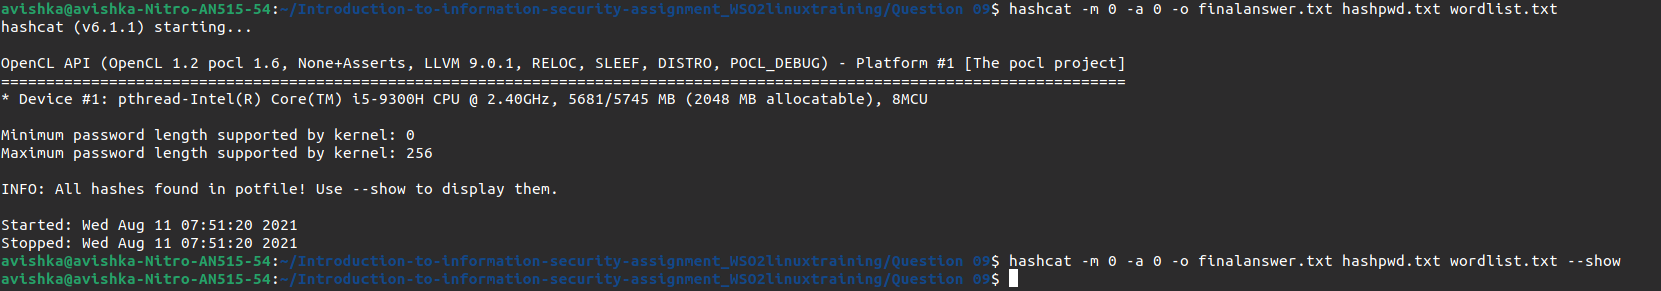 avishka@avishka-Nitro-AN515-54:~/Introduction-to-information-security-assignment_WSO2linuxtraining/Question 09$ hashcat -m 0 -a 0 -o finalanswer.txt hashpwd.txt wordlist.txt
hashcat (v6.1.1) starting...
OpenCL API (OpenCL 1.2 pocl 1.6, None+Asserts, LLVM 9.0.1, RELOC, SLEEF, DISTRO, POCL_DEBUG) - Platform #1 [The pocl project]
=============================================================================================================================
* Device #1: pthread-Intel(R) Core(TM) i5-9300H CPU @ 2.40GHz, 5681/5745 MB (2048 MB allocatable), 8MCU
Minimum password length supported by kernel: 0
Maximum password length supported by kernel: 256
INFO: All hashes found in potfile! Use --show to display them.
Started: Wed Aug 11 07:51:20 2021
Stopped: Wed Aug 11 07:51:20 2021
avishka@avishka-Nitro-AN515-54:~/Introduction-to-information-security-assignment_WSO2linuxtraining/Question 09$ hashcat -m 0 -a 0 -o finalanswer.txt hashpwd.txt wordlist.txt --show
avishka@avishka-Nitro-AN515-54:~/Introduction-to-information-security-assignment_WSO2linuxtraining/Question 09$